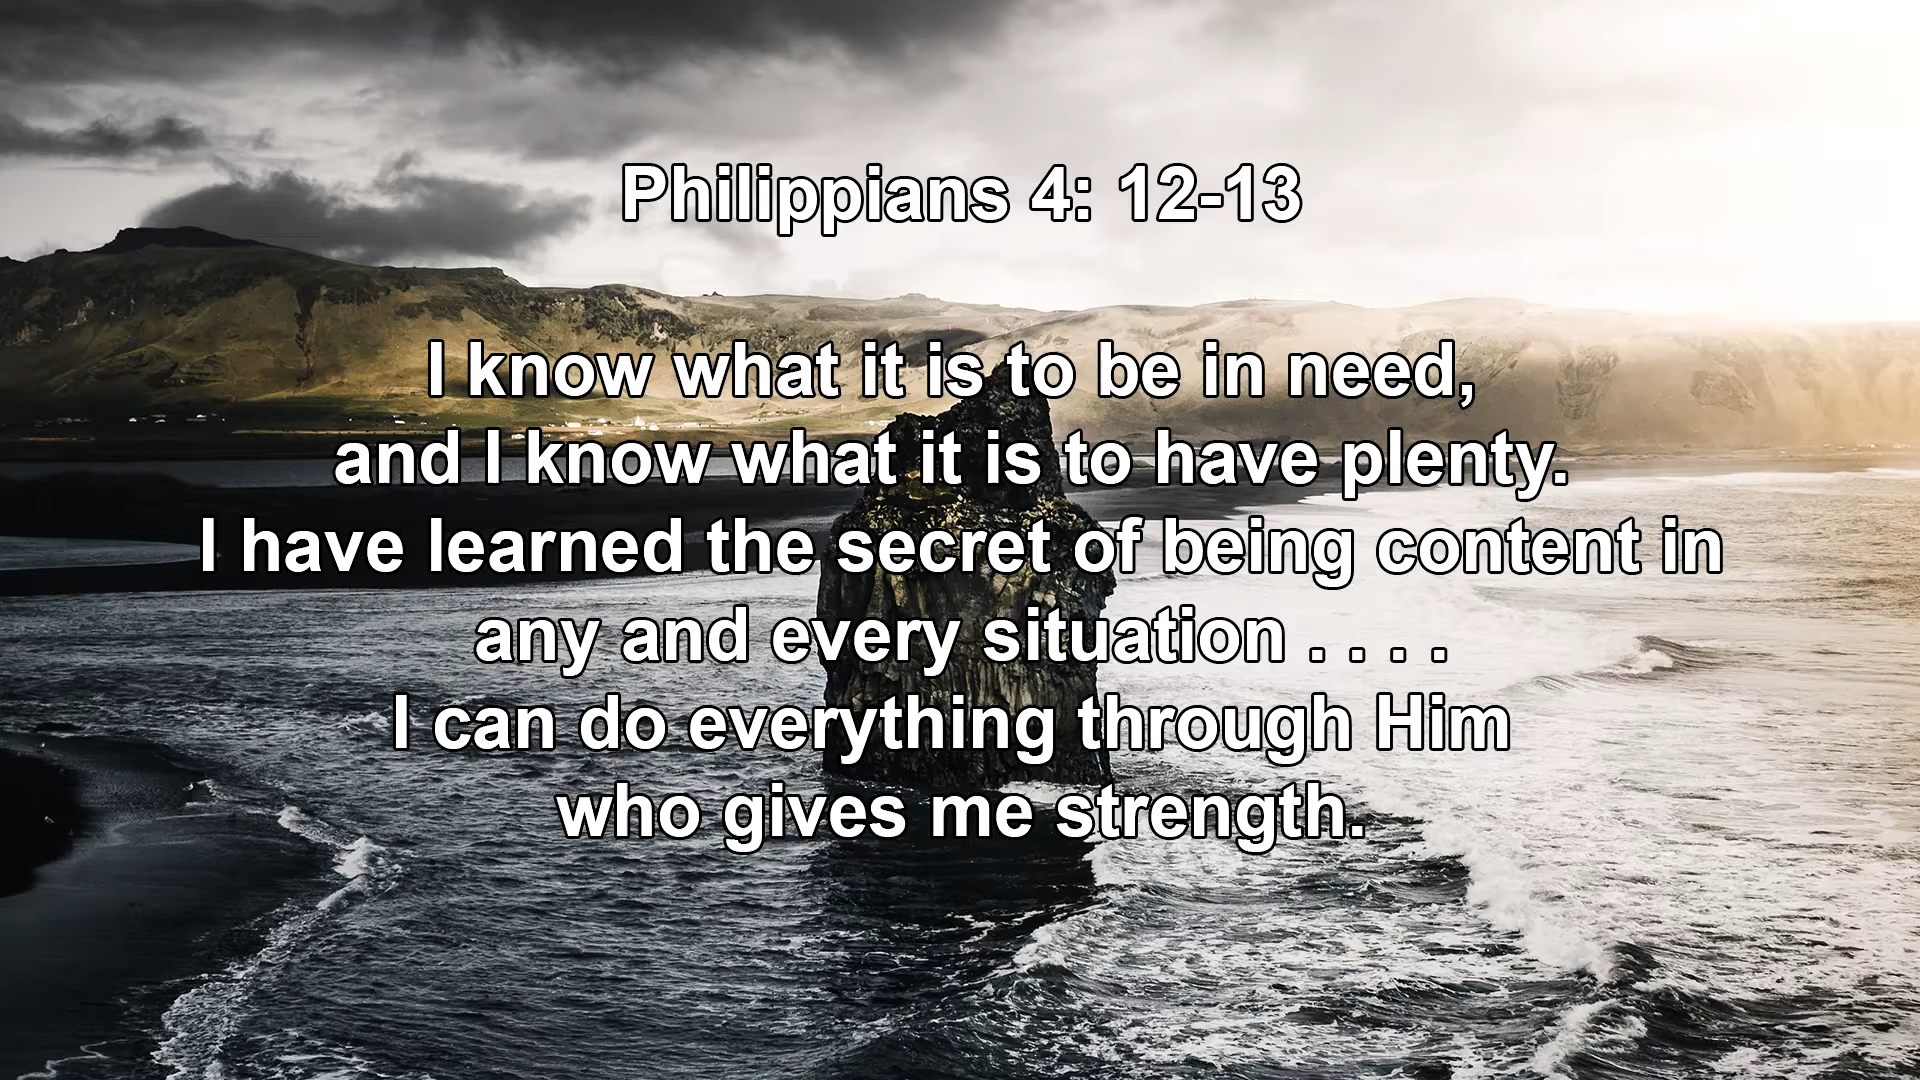 Philippians 4: 12-13
I know what it is to be in need,
and I know what it is to have plenty.
I have learned the secret of being content in
any and every situation . . . .
I can do everything through Him
who gives me strength.